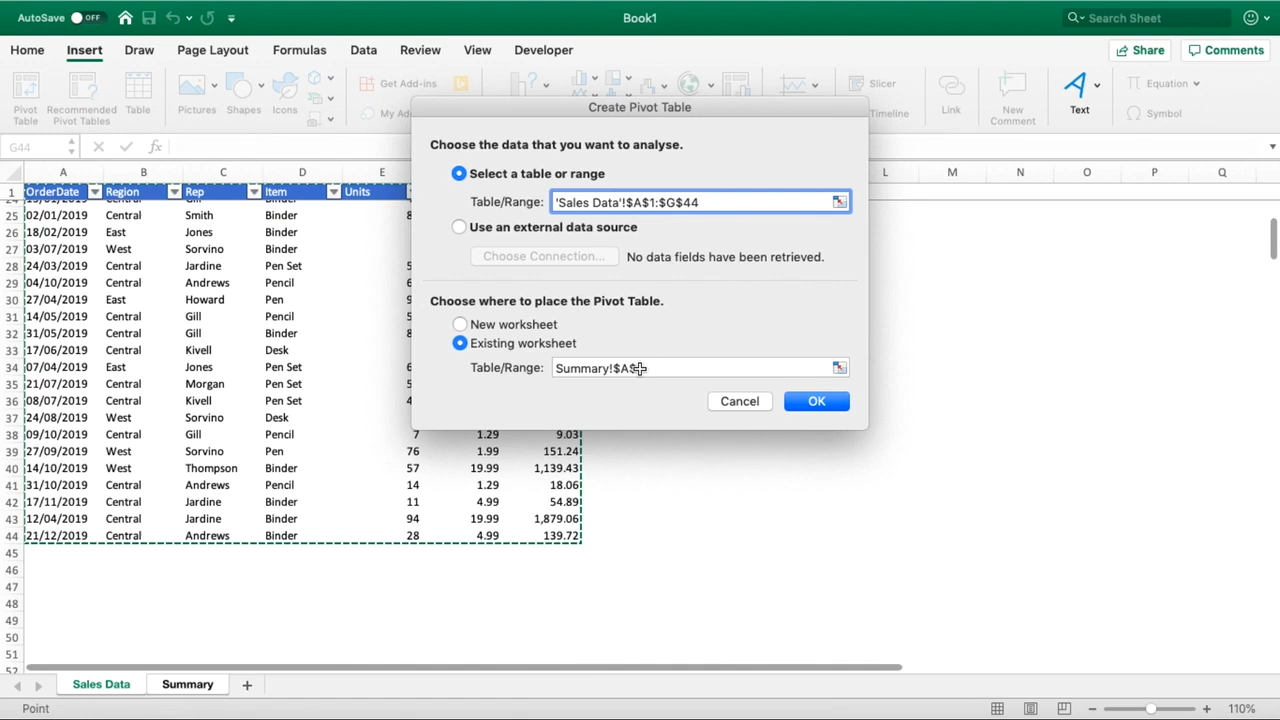 AutoSave OFF
Book1
Search Sheet
Home Insert Draw Page Layout Formulas Data Review View Developer
Share Comments
Get Add-ins
Slicer
Equation
Pivot Table
Recommended Pivot Tables
Table
Pictures
Shapes
Icons
My Ad
Timeline
Link
New Comment
Text
Symbol
G44
fx
Create Pivot Table
Choose the data that you want to analyse.
Select a table or range
Table/Range: 'Sales Data'!$A$1:$G$44
Use an external data source
Choose Connection... No data fields have been retrieved.
Choose where to place the Pivot Table.
New worksheet
Existing worksheet
Table/Range: Summary!$A$
Cancel OK
A B C D E L M N O P Q
1 OrderDate Region Rep Item Units
25 02/01/2019 Central Smith Binder 8
26 18/02/2019 East Jones Binder
27 03/07/2019 West Sorvino Binder
28 24/03/2019 Central Jardine Pen Set 5
29 04/10/2019 Central Andrews Pencil 6
30 27/04/2019 East Howard Pen 9
31 14/05/2019 Central Gill Pencil 5
32 31/05/2019 Central Gill Binder 8
33 17/06/2019 Central Kivell Desk
34 07/04/2019 East Jones Pen Set 6
35 21/07/2019 Central Morgan Pen Set 5
36 08/07/2019 Central Kivell Pen Set 4
37 24/08/2019 West Sorvino Desk
38 09/10/2019 Central Gill Pencil 7 1.29 9.03
39 27/09/2019 West Sorvino Pen 76 1.99 151.24
40 14/10/2019 West Thompson Binder 57 19.99 1,139.43
41 31/10/2019 Central Andrews Pencil 14 1.29 18.06
42 17/11/2019 Central Jardine Binder 11 4.99 54.89
43 12/04/2019 Central Jardine Binder 94 19.99 1,879.06
44 21/12/2019 Central Andrews Binder 28 4.99 139.72
45
46
47
48
49
50
51
52
Sales Data Summary +
Point
110%